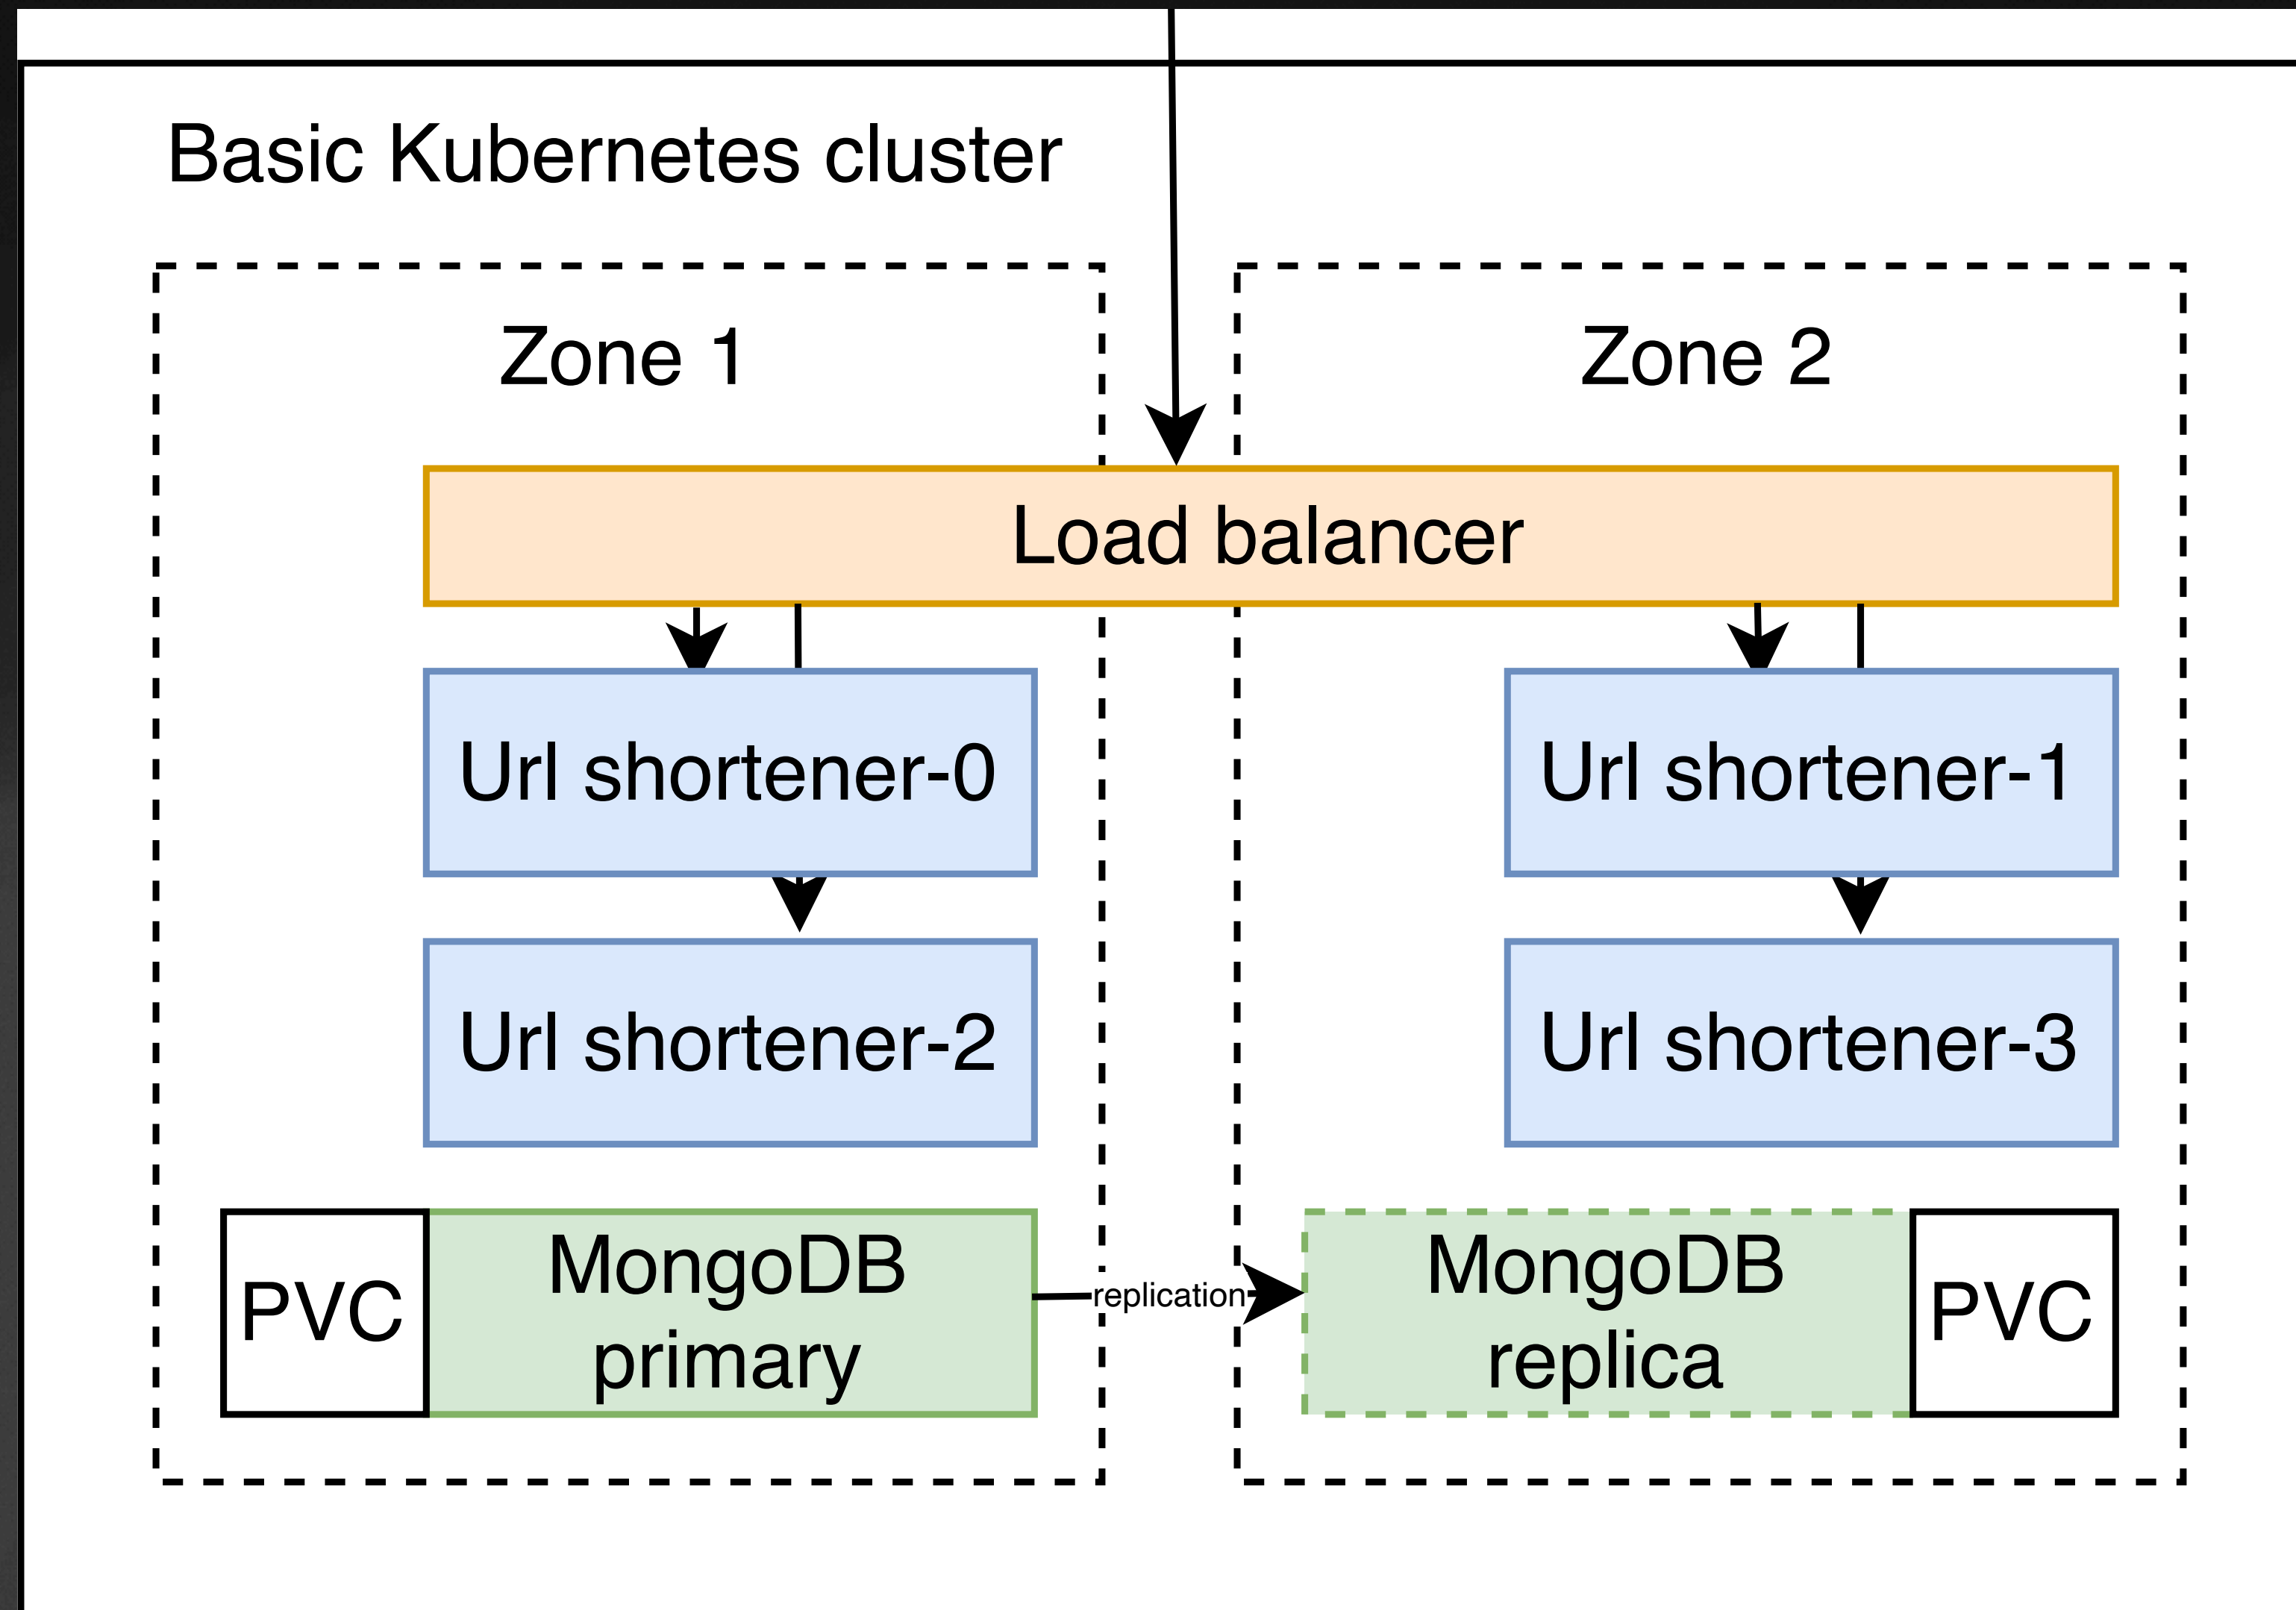 Basic Kubernetes cluster
Zone 1
Zone 2
Load balancer
Url shortener-0
Url shortener-1
Url shortener-2
Url shortener-3
PVC
MongoDB
primary
replication
MongoDB
replica
PVC